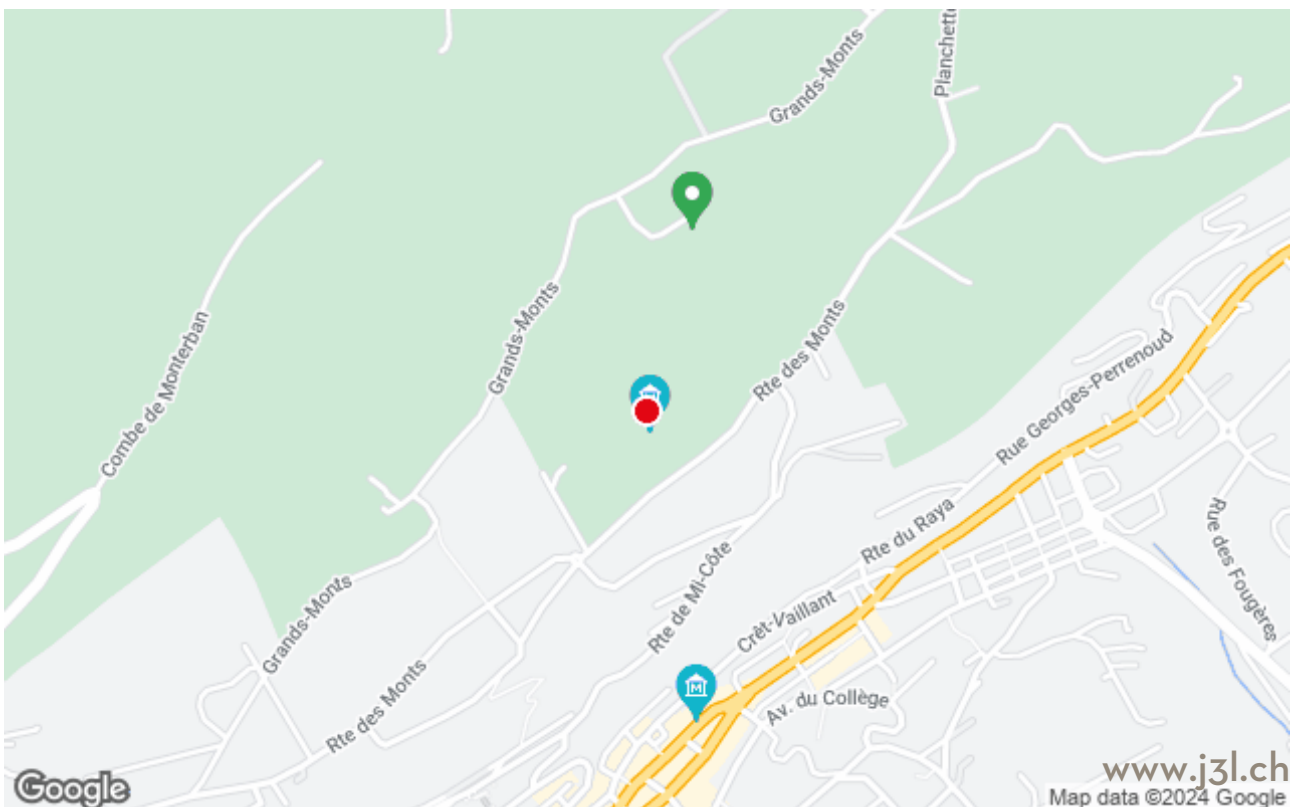 Planchette
Grands-Monts
Grands-Monts
Combe de Monterban
Rte des Monts
Rue Georges-Perrenoud
Rue des Fougères
Rte du Raya
Rte de Mi-Côte
Crêt-Vaillant
Grands-Monts
Rte des Monts
M
Av. du Collège
www.j3l.ch
Google
Map data ©2024 Google